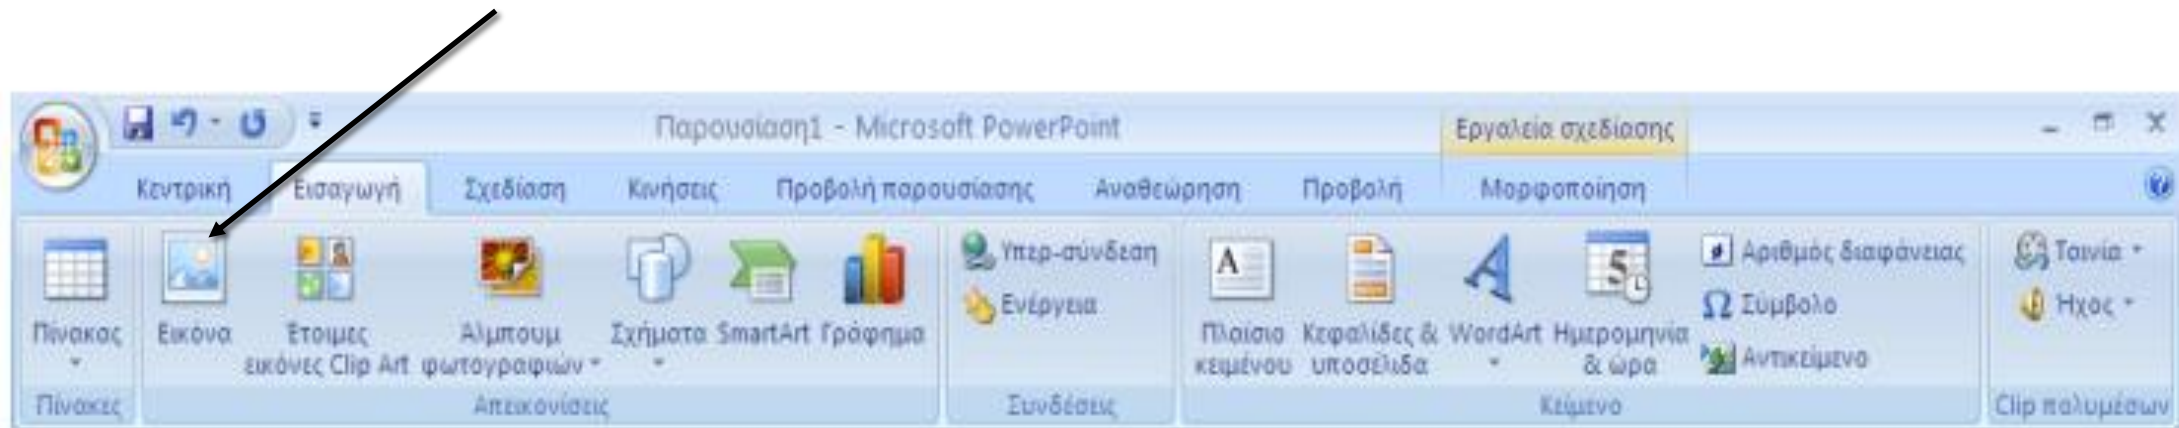 Παρουσίαση1 - Microsoft PowerPoint
Εργαλεία σχεδίασης
Κεντρική Εισαγωγή Σχεδίαση Κινήσεις Προβολή παρουσίασης Αναθεώρηση Προβολή Μορφοποίηση
Πίνακας
Εικόνα
Έτοιμες
εικόνες Clip Art
Άλμπουμ
φωτογραφιών
Σχήματα
SmartArt
Γράφημα
Υπερ-σύνδεση
Ενέργεια
Πλαίσιο
κειμένου
Κεφαλίδες &
υποσέλιδα
WordArt
Ημερομηνία
& ώρα
Αριθμός διαφάνειας
Σύμβολο
Αντικείμενο
Ταινία
Ήχος
Πίνακες
Απεικονίσεις
Συνδέσεις
Κείμενο
Clip πολυμέσων